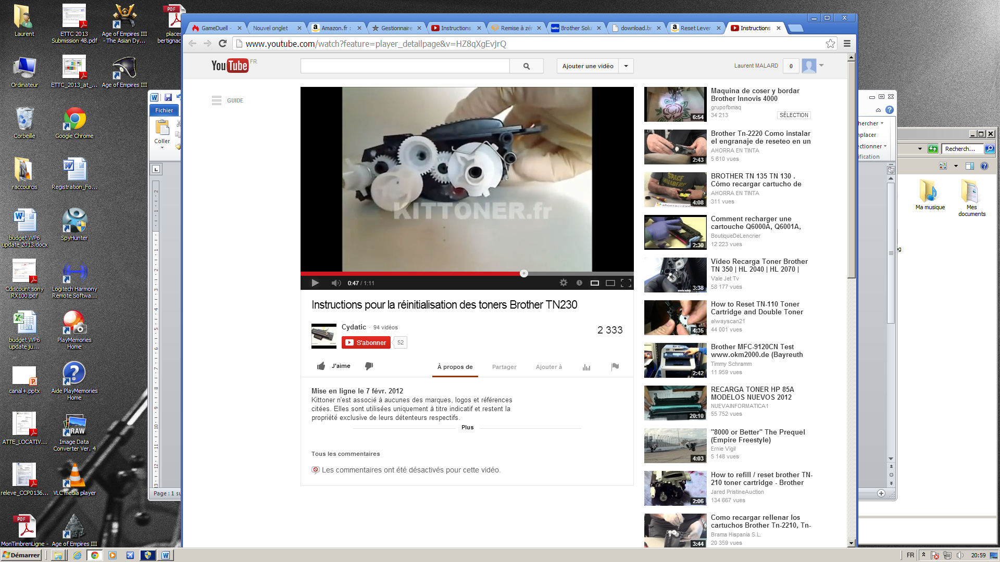 Laurent
ETTC 2013
Submission 48.pdf
Age of Empires III
- The Asian Dy...
places
bertignac
Ordinateur
ETTC_2013_at_...
Age of Empires III
Corbeille
Google Chrome
raccourcis
Registration_Fo...
budget WP6
update 2013.docx
SpyHunter
Cdiscount sony
RX100.pdf
Logitech Harmony
Remote Softwa...
budget WP6
update ju...
PlayMemories
Home
canal+.pptx
Aide PlayMemories
Home
ATTE_LOCATIV...
RAW
Image Data
Converter Ver. 4
releve_CCP0136...
VLC media player
PDF
MonTimbrenLigne -
Age of Empires III
Fichier
Coller
Page : 1 su
GameDuell -
Nouvel onglet
Amazon.fr :
Gestionnaire
Instructions
Remise à zér
Brother Solu
download.br
Reset Lever
Instructions
www.youtube.com/watch?feature=player_detailpage&v=HZ8qXgEvjrQ
YouTube FR
Ajouter une vidéo
Laurent MALARD
0
GUIDE
KITTONER.fr
0:47 / 1:11
Instructions pour la réinitialisation des toners Brother TN230
Cydatic · 94 vidéos
S'abonner
52
2 333
J'aime
À propos de
Partager
Ajouter à
Mise en ligne le 7 févr. 2012
Kittoner n'est associé à aucunes des marques, logos et références
citées. Elles sont utilisées uniquement à titre indicatif et restent la
propriété exclusive de leurs détenteurs respectifs.
Plus
Tous les commentaires
Les commentaires ont été désactivés pour cette vidéo.
6:54
Maquina de coser y bordar
Brother Innovis 4000
grupofbmaq
34 213
SÉLECTION
2:43
Brother Tn-2220 Como instalar
el engranaje de reseteo en un
AHORRA EN TINTA
5 610 vues
4:08
BROTHER TN 135 TN 130 .
Cómo recargar cartucho de
AHORRA EN TINTA
311 vues
2:30
Comment recharger une
cartouche Q6000A, Q6001A,
BoutiqueDeLencrier
12 223 vues
3:38
Vídeo Recarga Toner Brother
TN 350 | HL 2040 | HL 2070 |
Vale Jet Tv
58 177 vues
4:35
How to Reset TN-110 Toner
Cartridge and Double Toner
alwayscan21
44 001 vues
2:42
Brother MFC-9120CN Test
www.okm2000.de (Bayreuth
Timmy Schramm
11 959 vues
20:10
RECARGA TONER HP 85A
MODELOS NUEVOS 2012
NUEVAINFORMATICA1
55 752 vues
4:03
"8000 or Better" The Prequel
(Empire Freestyle)
Ernie Vigil
5 148 vues
2:06
How to refill / reset brother TN-
210 toner cartridge - Brother
Jared PristineAuction
134 667 vues
3:44
Como recargar rellenar los
cartuchos Brother Tn-2210, Tn-
Brama Hispania S.L.
20 359 vues
hercher
nplacer
ectionner
ification
Recherch...
Ma musique
Mes
documents
Démarrer
FR
20:59